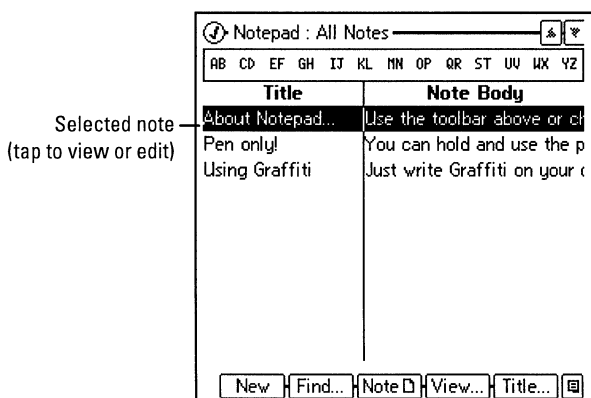 Notepad : All Notes
AB CD EF GH IJ KL MN OP QR ST UV WX YZ
Title Note Body
Selected note
(tap to view or edit)
About Notepad... Use the toolbar above or ch
Pen only! You can hold and use the p
Using Graffiti Just write Graffiti on your
New Find... Note View... Title...